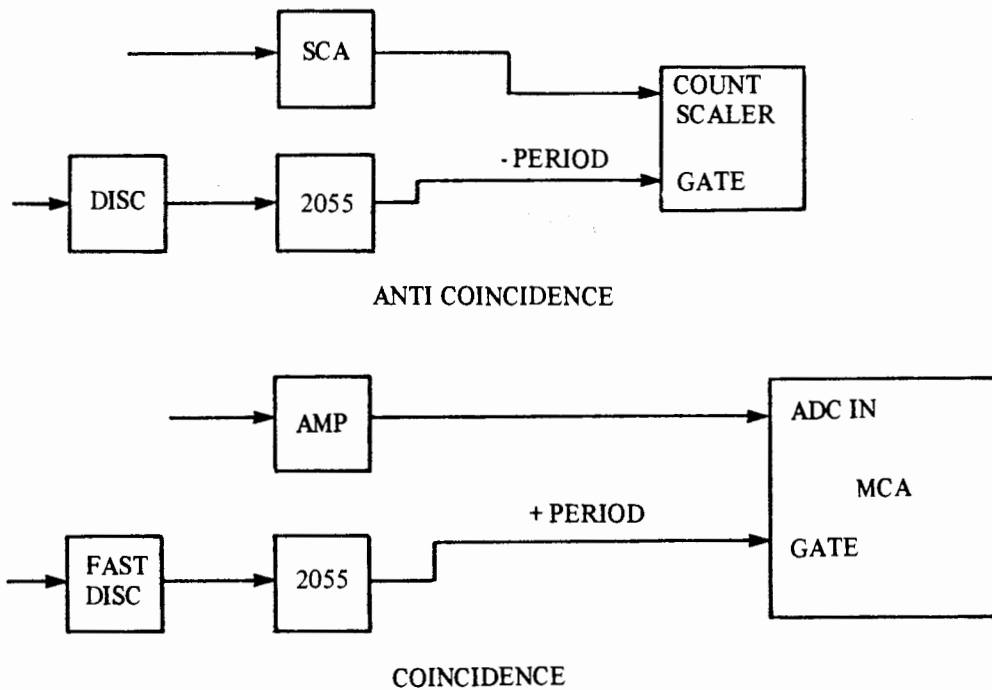 SCA
COUNT
SCALER
- PERIOD
GATE
DISC
2055
ANTI COINCIDENCE
AMP
ADC IN
MCA
+ PERIOD
GATE
FAST
DISC
2055
COINCIDENCE